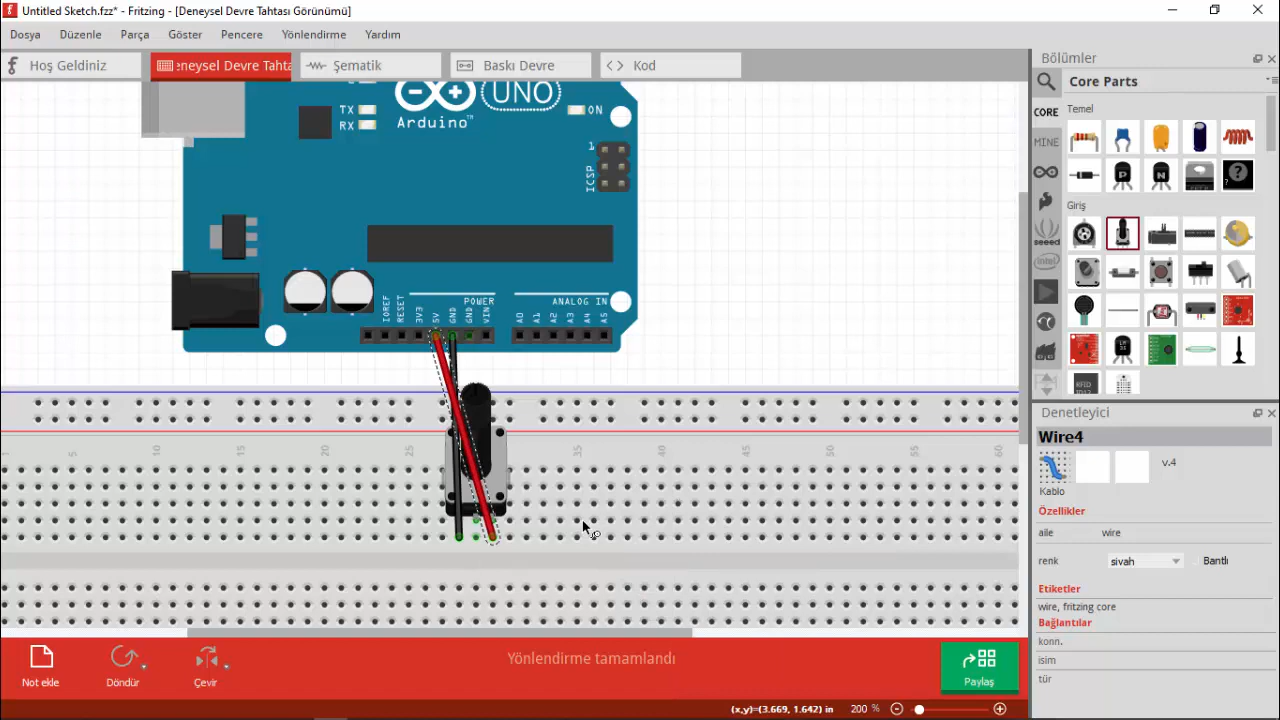 Untitled Sketch.fzz* - Fritzing - [Deneysel Devre Tahtası Görünümü]
Dosya Düzenle Parça Göster Pencere Yönlendirme Yardım
Hoş Geldiniz
eneysel Devre Tahta
Şematik
Baskı Devre
Kod
UNO
Arduino™
TX
RX
ON
1
ICSP
POWER
ANALOG IN
IOREF RESET 3V3 5V GND GND VIN A0 A1 A2 A3 A4 A5
5 10 15 20 25 35 40 45 50 55 60
Not ekle
Döndür
Çevir
Yönlendirme tamamlandı
Paylaş
(x,y)=(3.669, 1.642) in 200 %
Bölümler
Core Parts
CORE
MINE
seeed
intel
Temel
P
N
?
Giriş
RFID
Denetleyici
Wire4
v.4
Kablo
Özellikler
aile wire
renk siyah Bantlı
Etiketler
wire, fritzing core
Bağlantılar
konn.
isim
tür